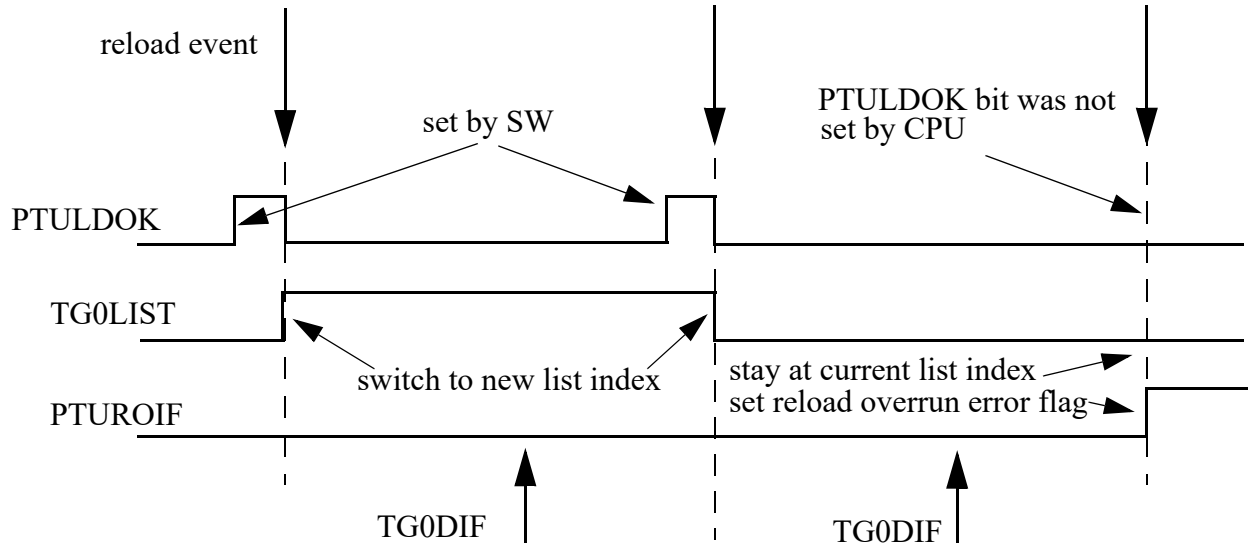 reload event
PTULDOK bit was not
set by CPU
set by SW
PTULDOK
TG0LIST
switch to new list index
stay at current list index
set reload overrun error flag
PTUROIF
TG0DIF
TG0DIF